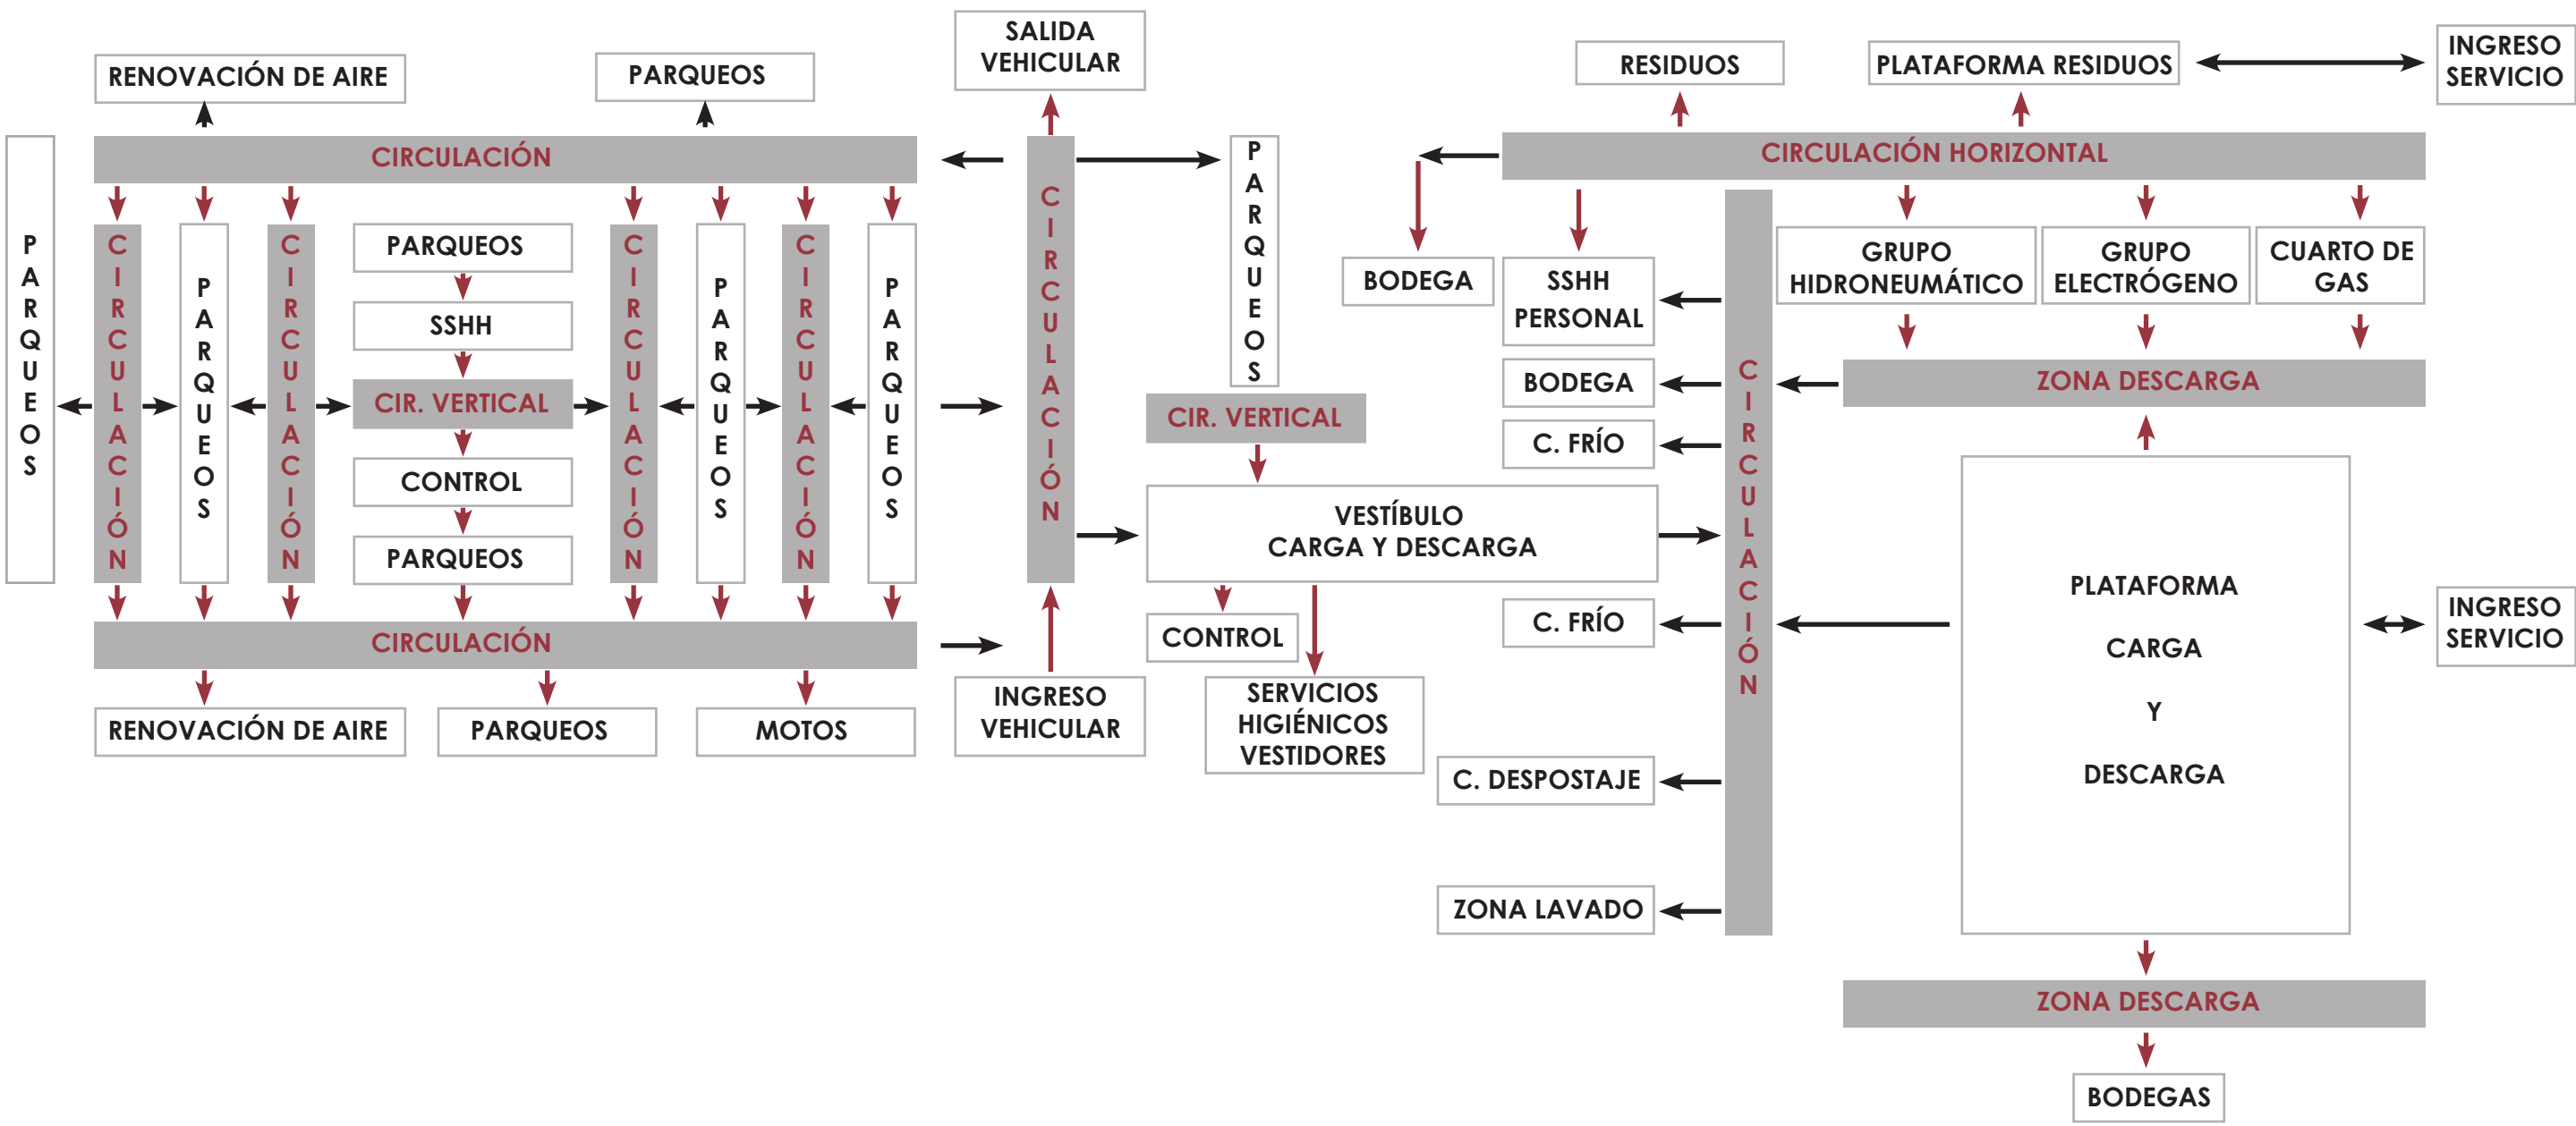 SALIDA
VEHICULAR
RENOVACIÓN DE AIRE
PARQUEOS
RESIDUOS
PLATAFORMA RESIDUOS
INGRESO
SERVICIO
CIRCULACIÓN
CIRCULACIÓN HORIZONTAL
PARQUEOS
CIRCULACIÓN
PARQUEOS
CIRCULACIÓN
PARQUEOS
SSHH
CIR. VERTICAL
CONTROL
PARQUEOS
CIRCULACIÓN
PARQUEOS
CIRCULACIÓN
PARQUEOS
CIRCULACIÓN
RENOVACIÓN DE AIRE
PARQUEOS
MOTOS
CIRCULACIÓN
INGRESO
VEHICULAR
PARQUEOS
CIR. VERTICAL
VESTÍBULO
CARGA Y DESCARGA
CONTROL
SERVICIOS
HIGIÉNICOS
VESTIDORES
BODEGA
SSHH
PERSONAL
BODEGA
C. FRÍO
C. FRÍO
C. DESPOSTAJE
ZONA LAVADO
CIRCULACIÓN
GRUPO
HIDRONEUMÁTICO
GRUPO
ELECTRÓGENO
CUARTO DE
GAS
ZONA DESCARGA
PLATAFORMA
CARGA
Y
DESCARGA
INGRESO
SERVICIO
ZONA DESCARGA
BODEGAS